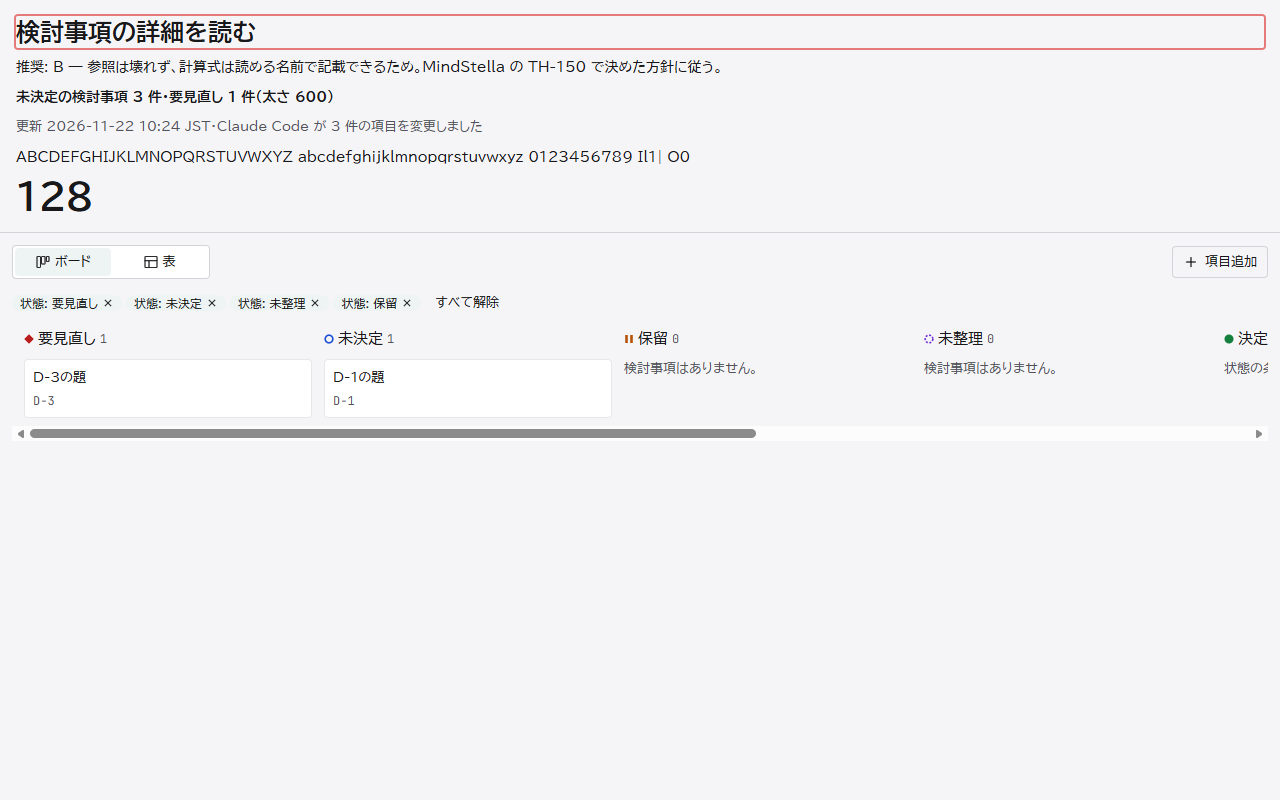 検討事項の詳細を読む
推奨: B — 参照は壊れず、計算式は読める名前で記載できるため。MindStella の TH-150 で決めた方針に従う。
未決定の検討事項 3 件・要見直し 1 件（太さ 600）
更新 2026-11-22 10:24 JST・Claude Code が 3 件の項目を変更しました
ABCDEFGHIJKLMNOPQRSTUVWXYZ abcdefghijklmnopqrstuvwxyz 0123456789 Il1| O0
128
ボード 表 項目追加
状態: 要見直し × 状態: 未決定 × 状態: 未整理 × 状態: 保留 × すべて解除
要見直し 1 未決定 1 保留 0 未整理 0 決定
D-3の題 D-1の題 検討事項はありません。 検討事項はありません。 状態の
D-3 D-1